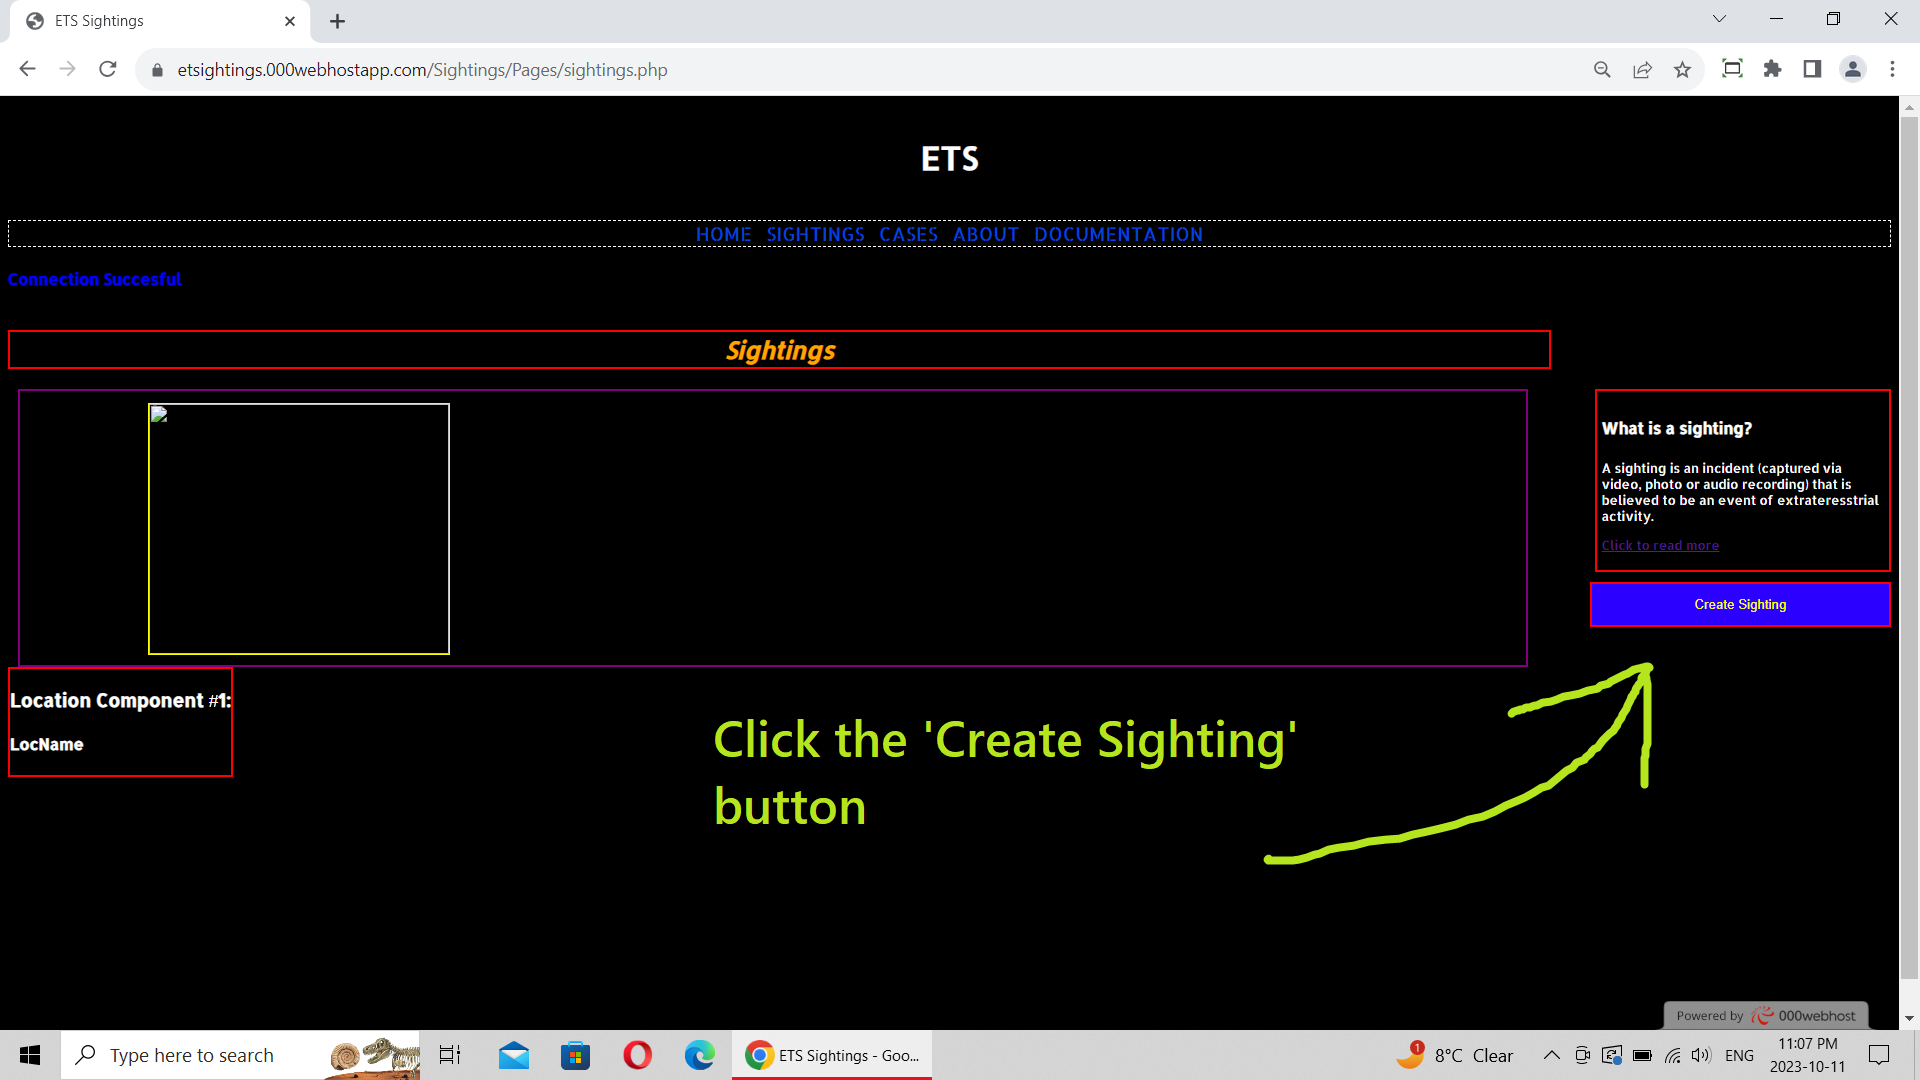 ETS Sightings
etsightings.000webhostapp.com/Sightings/Pages/sightings.php
ETS
HOME SIGHTINGS CASES ABOUT DOCUMENTATION
Connection Succesful
Sightings
What is a sighting?
A sighting is an incident (captured via
video, photo or audio recording) that is
believed to be an event of extrateresstrial
activity.
Click to read more
Create Sighting
Location Component #1:
LocName
Click the 'Create Sighting'
button
Powered by 000webhost
Type here to search
ETS Sightings - Goo...
1
8°C Clear
ENG
11:07 PM
2023-10-11